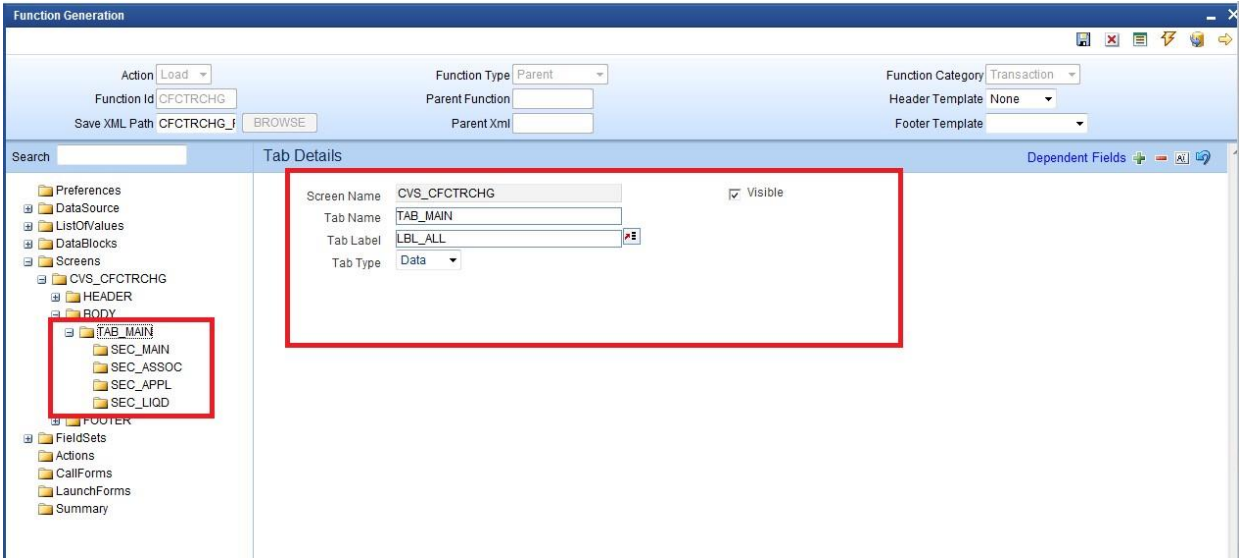 Function Generation
Action Load Function Type Parent Function Category Transaction
Function Id CFCTRCHG Parent Function Header Template None
Save XML Path CFCTRCHG_ BROWSE Parent Xml Footer Template
Search Tab Details Dependent Fields
Preferences
DataSource
ListOfValues
DataBlocks
Screens
CVS_CFCTRCHG
HEADER
BODY
TAB_MAIN
SEC_MAIN
SEC_ASSOC
SEC_APPL
SEC_LIQD
FOOTER
FieldSets
Actions
CallForms
LaunchForms
Summary
Screen Name CVS_CFCTRCHG Visible
Tab Name TAB_MAIN
Tab Label LBL_ALL
Tab Type Data